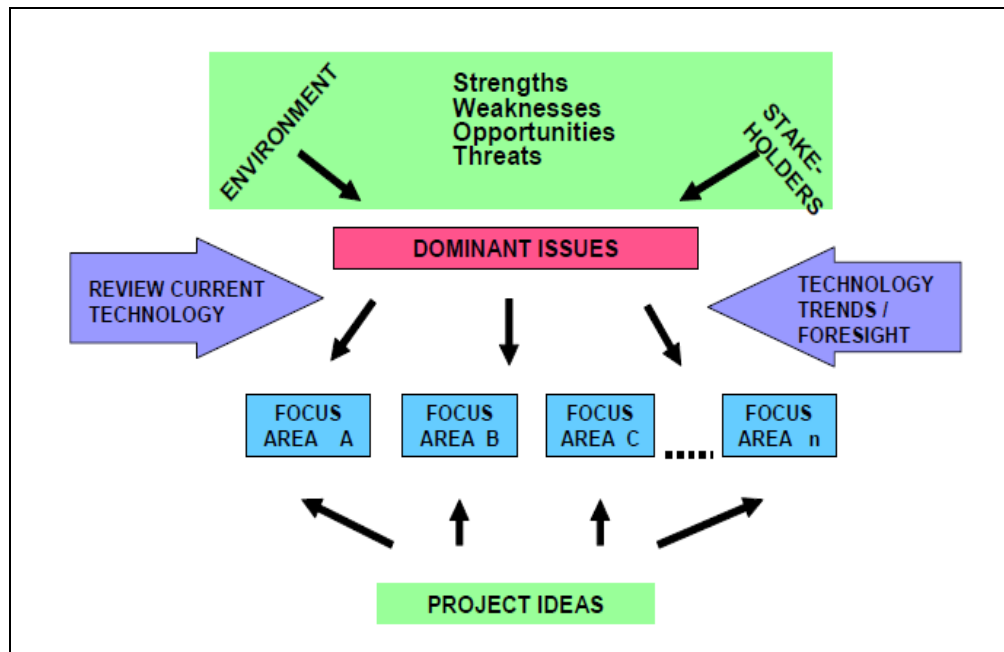 ENVIRONMENT
Strengths
Weaknesses
Opportunities
Threats
STAKE-
HOLDERS
DOMINANT ISSUES
REVIEW CURRENT
TECHNOLOGY
TECHNOLOGY
TRENDS /
FORESIGHT
FOCUS
AREA A
FOCUS
AREA B
FOCUS
AREA C
FOCUS
AREA n
PROJECT IDEAS